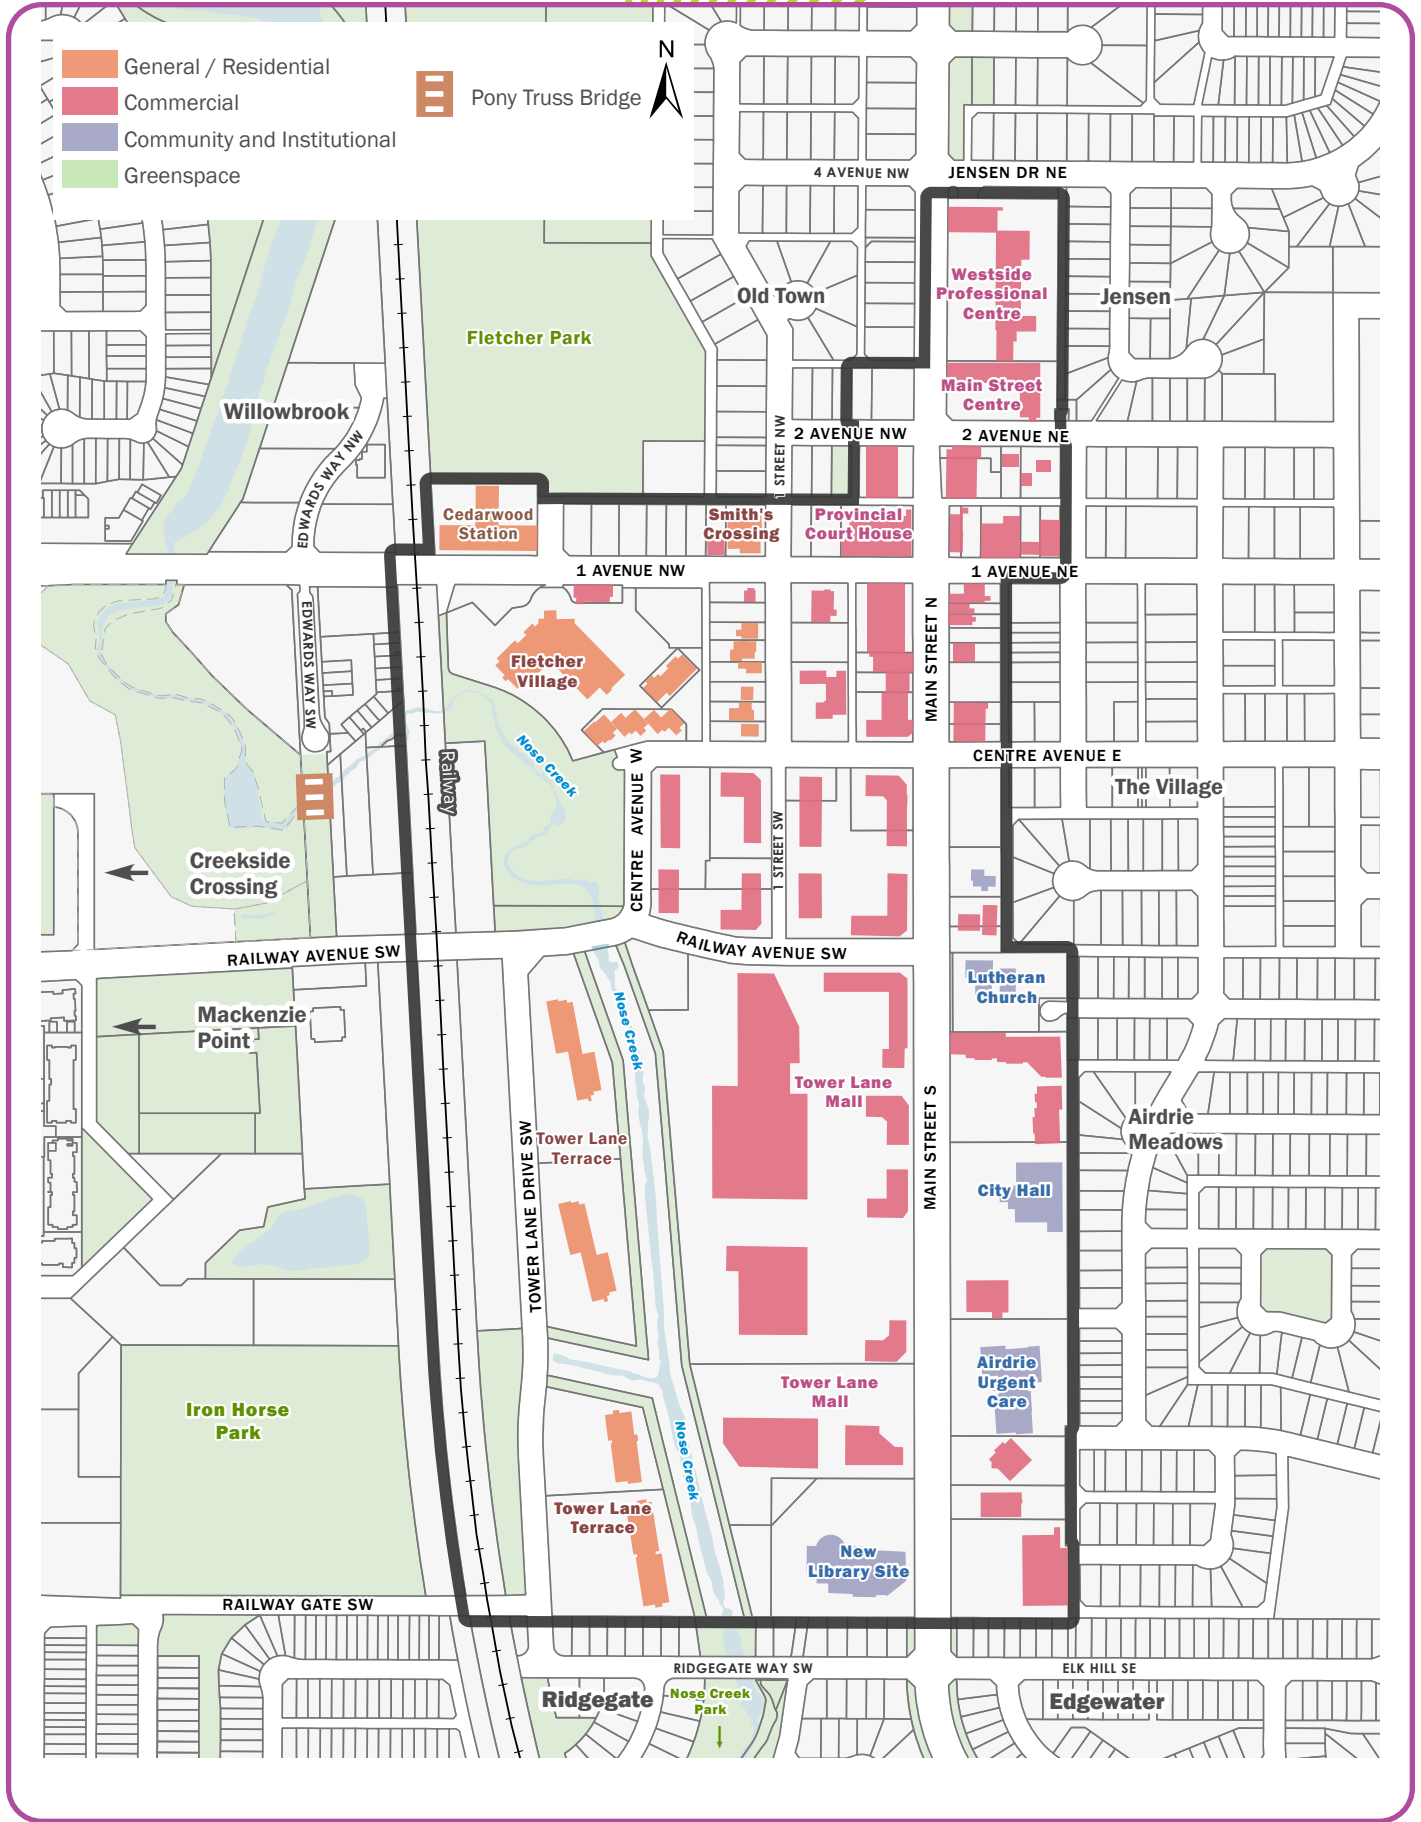 General / Residential
Commercial
Community and Institutional
Greenspace
Pony Truss Bridge
N
4 AVENUE NW
JENSEN DR NE
Westside
Professional
Centre
Old Town
Jensen
Fletcher Park
Main Street
Centre
Willowbrook
EDWARDS WAY NW
1 STREET NW
2 AVENUE NW
2 AVENUE NE
Cedarwood
Station
Smith's
Crossing
Provincial
Court House
1 AVENUE NW
1 AVENUE NE
EDWARDS WAY SW
Fletcher
Village
MAIN STREET N
Nose Creek
Railway
CENTRE AVENUE W
CENTRE AVENUE E
The Village
1 STREET SW
Creekside
Crossing
RAILWAY AVENUE SW
RAILWAY AVENUE SW
Lutheran
Church
Mackenzie
Point
Nose Creek
Tower Lane
Mall
MAIN STREET S
Airdrie
Meadows
Tower Lane
Terrace
TOWER LANE DRIVE SW
City Hall
Airdrie
Urgent
Care
Tower Lane
Mall
Iron Horse
Park
Nose Creek
Tower Lane
Terrace
New
Library Site
RAILWAY GATE SW
RIDGEGATE WAY SW
ELK HILL SE
Ridgegate
Nose Creek
Park
Edgewater